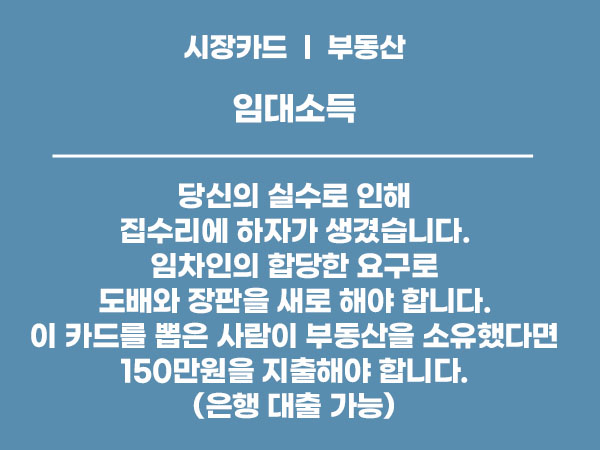 시장카드 ㅣ 부동산
임대소득
당신의 실수로 인해
집수리에 하자가 생겼습니다.
임차인의 합당한 요구로
도배와 장판을 새로 해야 합니다.
이 카드를 뽑은 사람이 부동산을 소유했다면
150만원을 지출해야 합니다.
(은행 대출 가능)